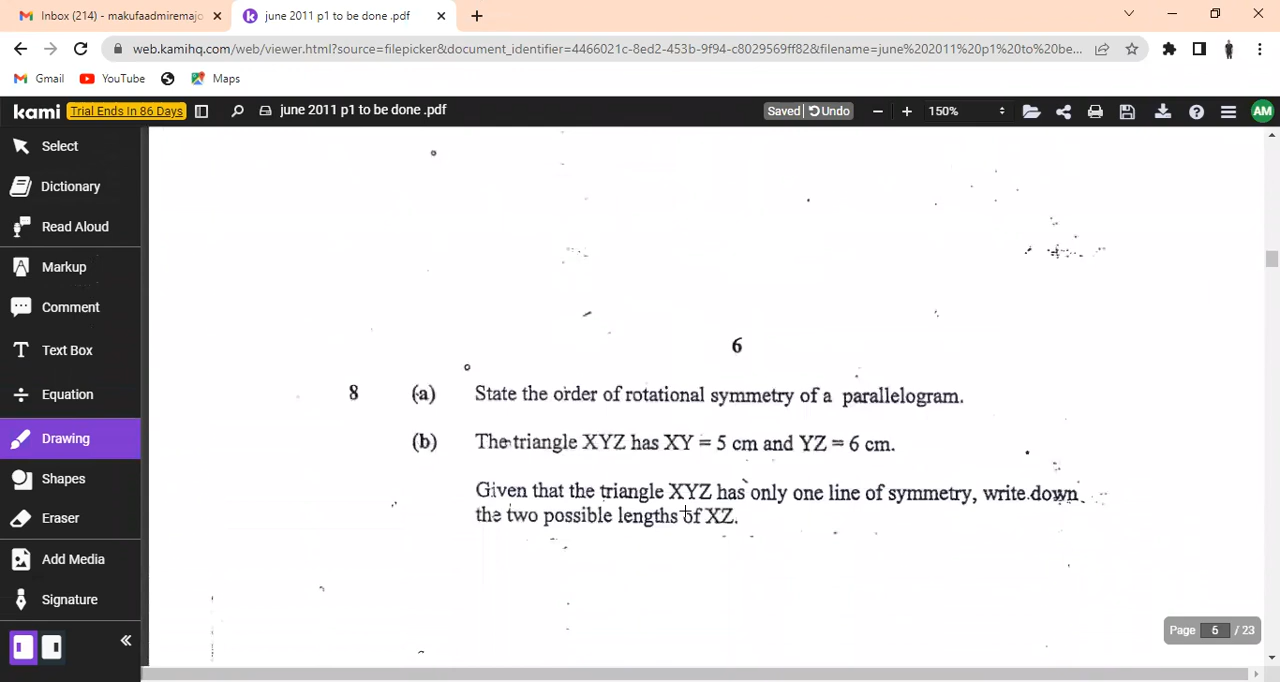 Inbox (214) - makufaadmiremajo
june 2011 p1 to be done .pdf
web.kamihq.com/web/viewer.html?source=filepicker&document_identifier=4466021c-8ed2-453b-9f94-c8029569ff82&filename=june%202011%20p1%20to%20be...
Gmail
YouTube
Maps
kami
Trial Ends In 86 Days
june 2011 p1 to be done .pdf
Saved
Undo
150%
AM
Select
Dictionary
Read Aloud
Markup
Comment
Text Box
Equation
Drawing
Shapes
Eraser
Add Media
Signature
6
8 (a) State the order of rotational symmetry of a parallelogram.
(b) The triangle XYZ has XY = 5 cm and YZ = 6 cm.
Given that the triangle XYZ has only one line of symmetry, write down
the two possible lengths of XZ.
Page 5 / 23